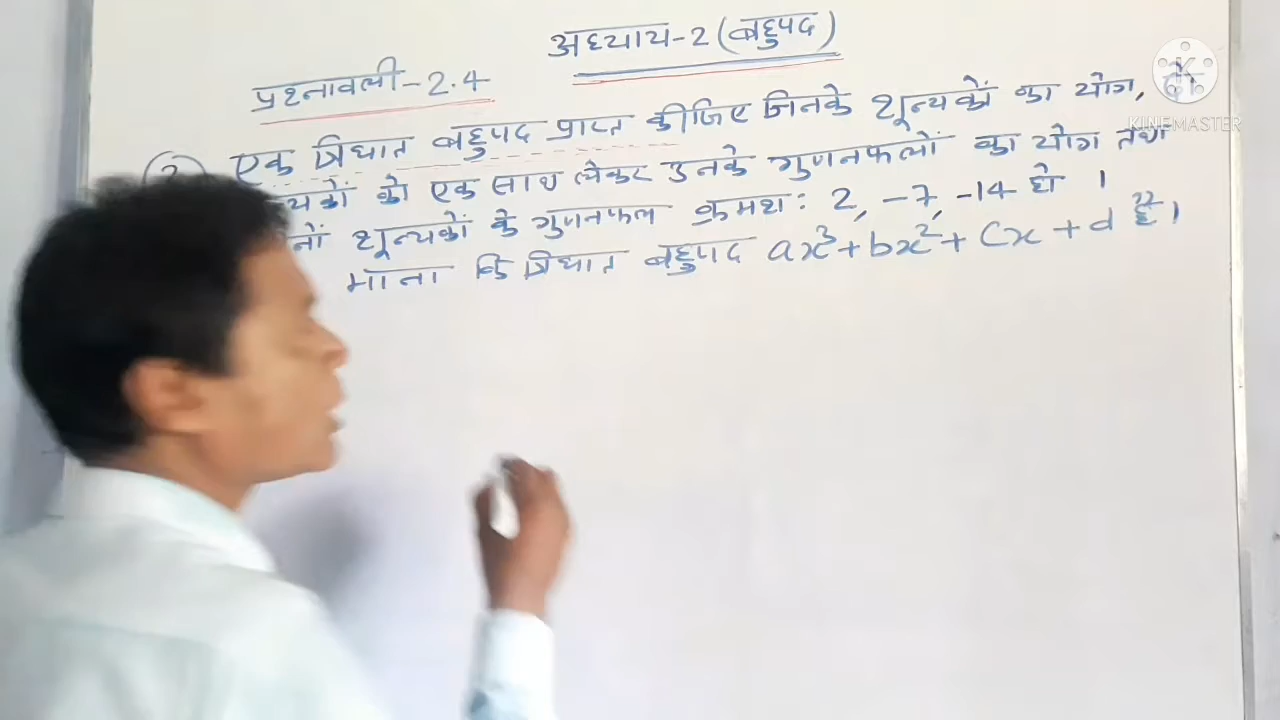 अध्याय-2 (बहुपद)
प्रश्नावली-2.4
एक त्रिघात बहुपद प्राप्त कीजिए जिनके शून्यकों का योग,
को एक साथ लेकर उनके गुणनफलों का योग तथा
शून्यकों के गुणनफल क्रमशः 2, -7, -14 हो ।
माना कि त्रिघात बहुपद ax³+bx²+cx+d है।
KINEMASTER